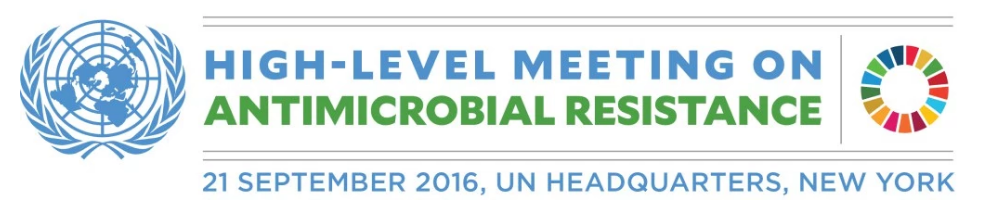 HIGH-LEVEL MEETING ON
ANTIMICROBIAL RESISTANCE
21 SEPTEMBER 2016, UN HEADQUARTERS, NEW YORK